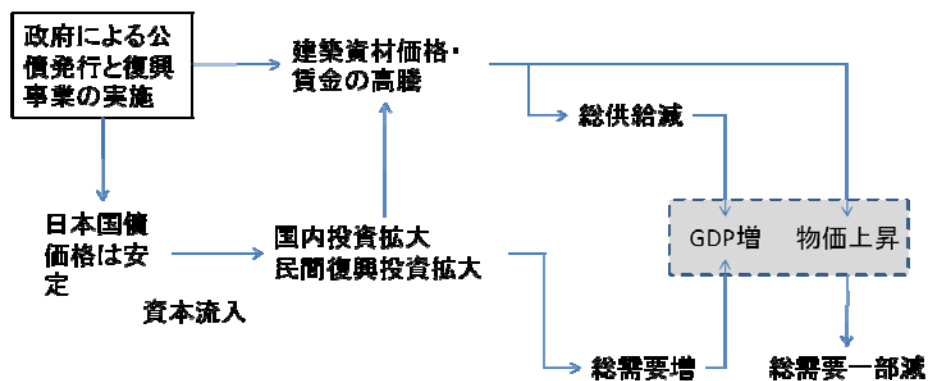 政府による公
債発行と復興
事業の実施
建築資材価格・
賃金の高騰
総供給減
日本国債
価格は安
定
国内投資拡大
民間復興投資拡大
資本流入
GDP増
物価上昇
総需要増
総需要一部減